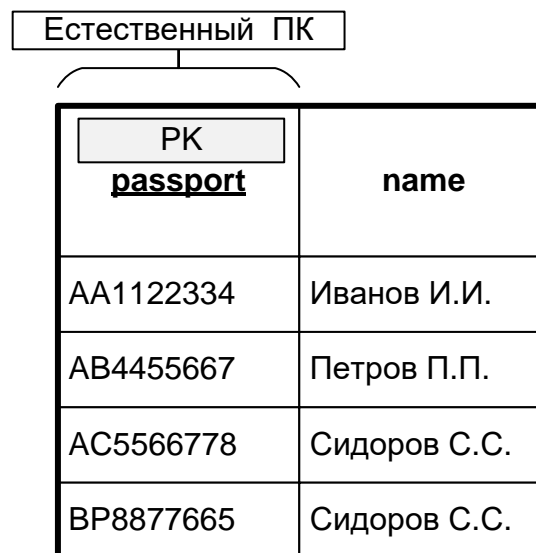 Естественный ПК
PK
passport name
AA1122334 Иванов И.И.
AB4455667 Петров П.П.
AC5566778 Сидоров С.С.
BP8877665 Сидоров С.С.